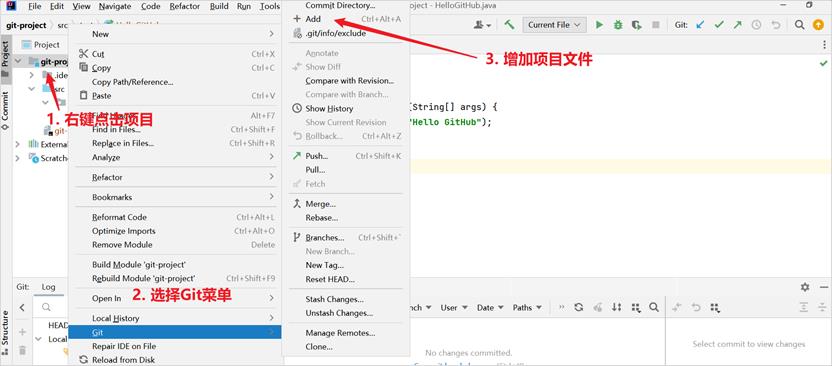 File Edit View Navigate Code Refactor Build Run Tools
Project - HelloGitHub.java
git-project src
HelloGitHub
Current File
Git:
Project
git-proj
.ide
src
git-
External
Scratche
Project
Commit
Structure
New
Cut Ctrl+X
Copy Ctrl+C
Copy Path/Reference...
Paste Ctrl+V
Alt+F7
Find in Files... Ctrl+Shift+F
Replace in Files... Ctrl+Shift+R
Analyze
Refactor
Bookmarks
Reformat Code Ctrl+Alt+L
Optimize Imports Ctrl+Alt+O
Remove Module Delete
Build Module 'git-project'
Rebuild Module 'git-project' Ctrl+Shift+F9
Open In
Local History
Git
Repair IDE on File
Reload from Disk
Commit Directory...
Add Ctrl+Alt+A
.git/info/exclude
Annotate
Show Diff
Compare with Revision...
Compare with Branch...
Show History
Show Current Revision
Rollback... Ctrl+Alt+Z
Push... Ctrl+Shift+K
Pull...
Fetch
Merge...
Rebase...
Branches... Ctrl+Shift+`
New Branch...
New Tag...
Reset HEAD...
Stash Changes...
Unstash Changes...
Manage Remotes...
Clone...
1. 右键点击项目
2. 选择Git菜单
3. 增加项目文件
(String[] args) {
"Hello GitHub");
Git: Log
HEAD
Local
nch User Date Paths
No changes committed.
Select commit to view changes